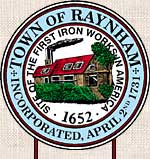 TOWN OF RAYNHAM
SITE OF THE FIRST IRON WORKS IN AMERICA
· 1652 ·
INCORPORATED, APRIL 2ND 1731